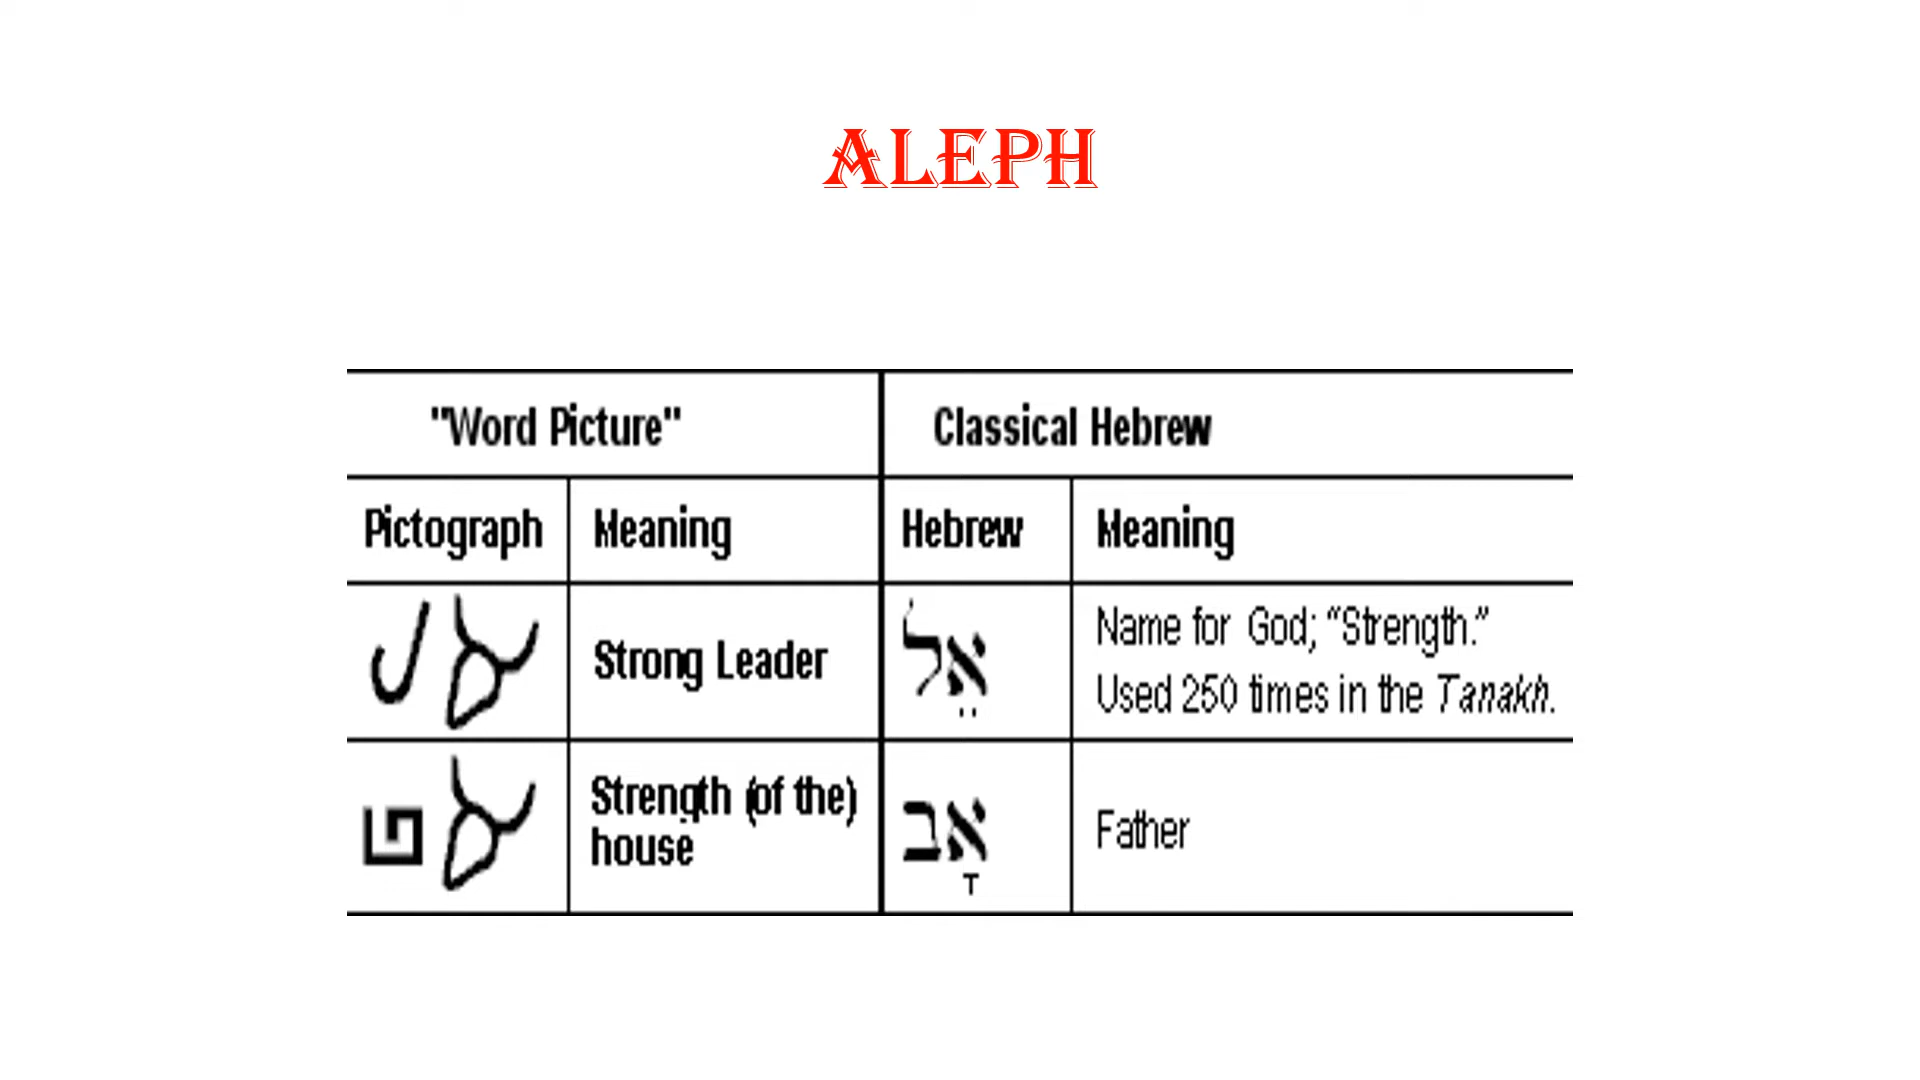 ALEPH
"Word Picture"
Classical Hebrew
Pictograph
Meaning
Hebrew
Meaning
Strong Leader
אֵל
Name for God; “Strength.”
Used 250 times in the Tanakh.
Strength (of the)
house
אָב
Father